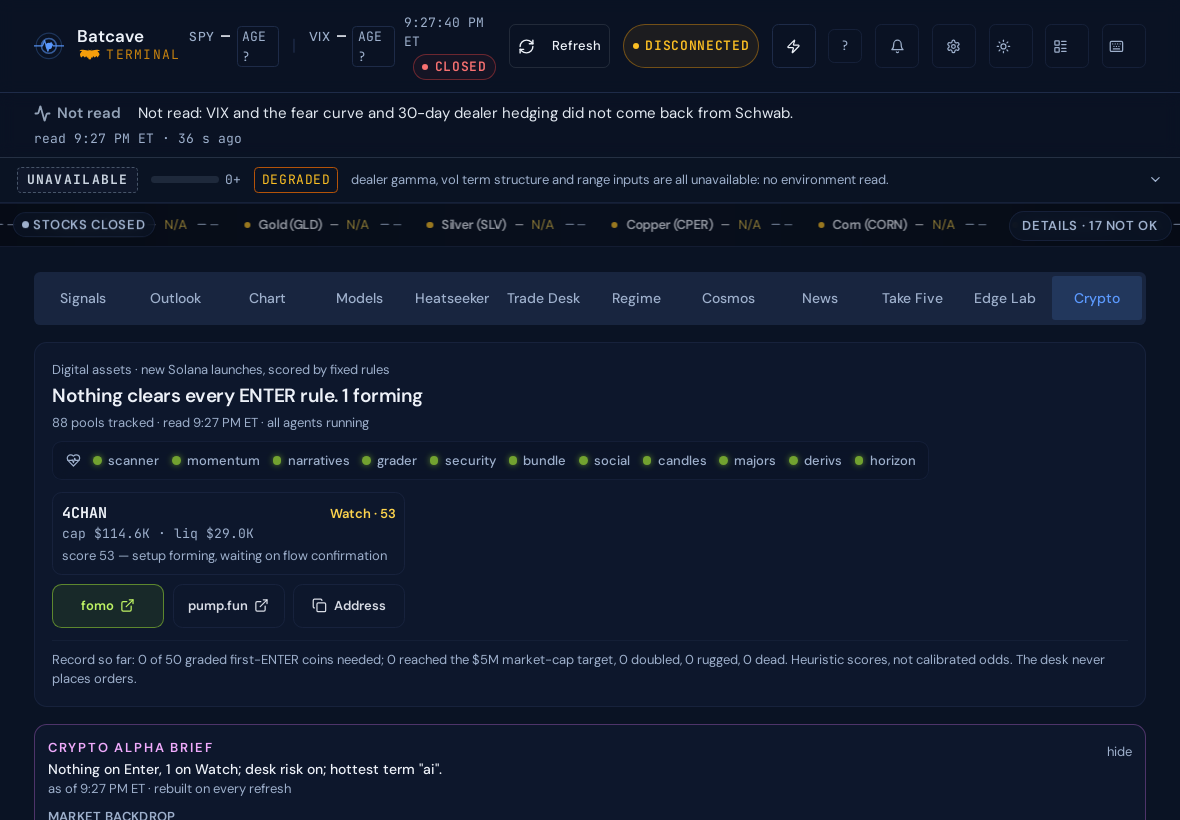 Batcave
TERMINAL
SPY — AGE ?
VIX — AGE ?
9:27:40 PM ET
CLOSED
Refresh
DISCONNECTED
?
Not read Not read: VIX and the fear curve and 30-day dealer hedging did not come back from Schwab.
read 9:27 PM ET · 36 s ago
UNAVAILABLE 0+ DEGRADED dealer gamma, vol term structure and range inputs are all unavailable: no environment read.
STOCKS CLOSED N/A — — Gold (GLD) — N/A — — Silver (SLV) — N/A — — Copper (CPER) — N/A — — Corn (CORN) — N/A — — DETAILS · 17 NOT OK
Signals Outlook Chart Models Heatseeker Trade Desk Regime Cosmos News Take Five Edge Lab Crypto
Digital assets · new Solana launches, scored by fixed rules
Nothing clears every ENTER rule. 1 forming
88 pools tracked · read 9:27 PM ET · all agents running
scanner momentum narratives grader security bundle social candles majors derivs horizon
4CHAN Watch · 53
cap $114.6K · liq $29.0K
score 53 — setup forming, waiting on flow confirmation
fomo pump.fun Address
Record so far: 0 of 50 graded first-ENTER coins needed; 0 reached the $5M market-cap target, 0 doubled, 0 rugged, 0 dead. Heuristic scores, not calibrated odds. The desk never
places orders.
CRYPTO ALPHA BRIEF hide
Nothing on Enter, 1 on Watch; desk risk on; hottest term "ai".
as of 9:27 PM ET · rebuilt on every refresh
MARKET BACKDROP